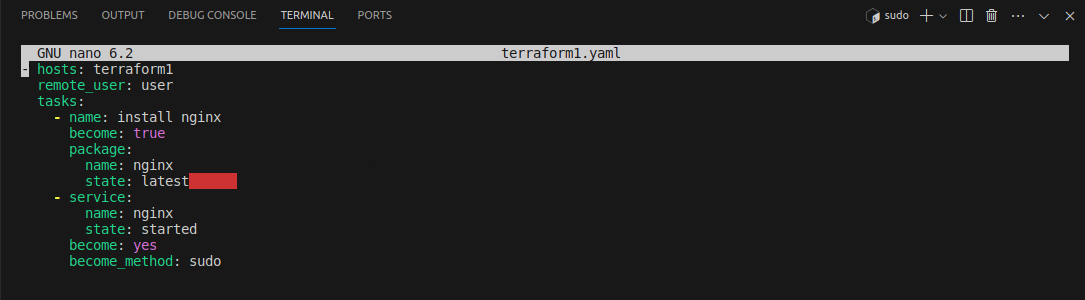 PROBLEMS OUTPUT DEBUG CONSOLE TERMINAL PORTS sudo
GNU nano 6.2 terraform1.yaml
- hosts: terraform1
  remote_user: user
  tasks:
    - name: install nginx
      become: true
      package:
        name: nginx
        state: latest
    - service:
        name: nginx
        state: started
      become: yes
      become_method: sudo